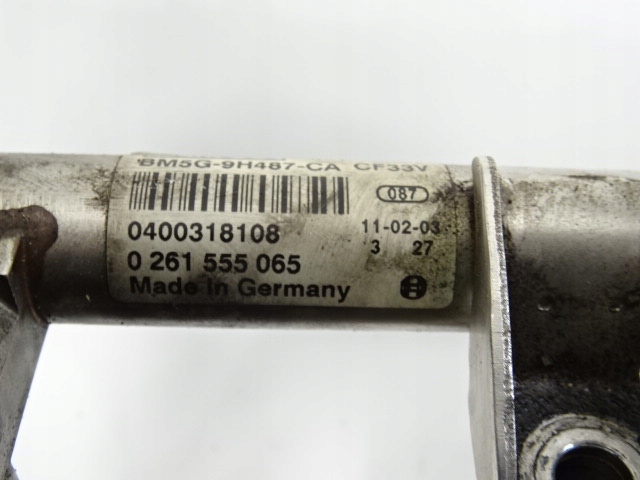 BM5G-9H487-CA CF33V
087
0400318108 11-02-03
3 27
0 261 555 065
Made in Germany